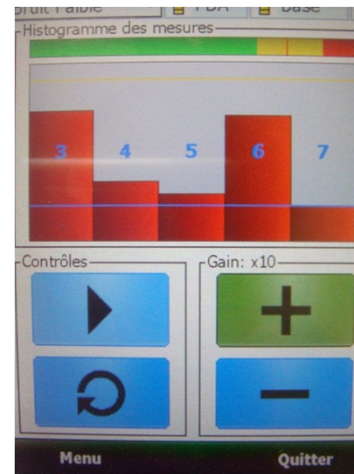 Bruit Faible PDA Base
Histogramme des mesures
3 4 5 6 7
Contrôles Gain: x10
Menu Quitter